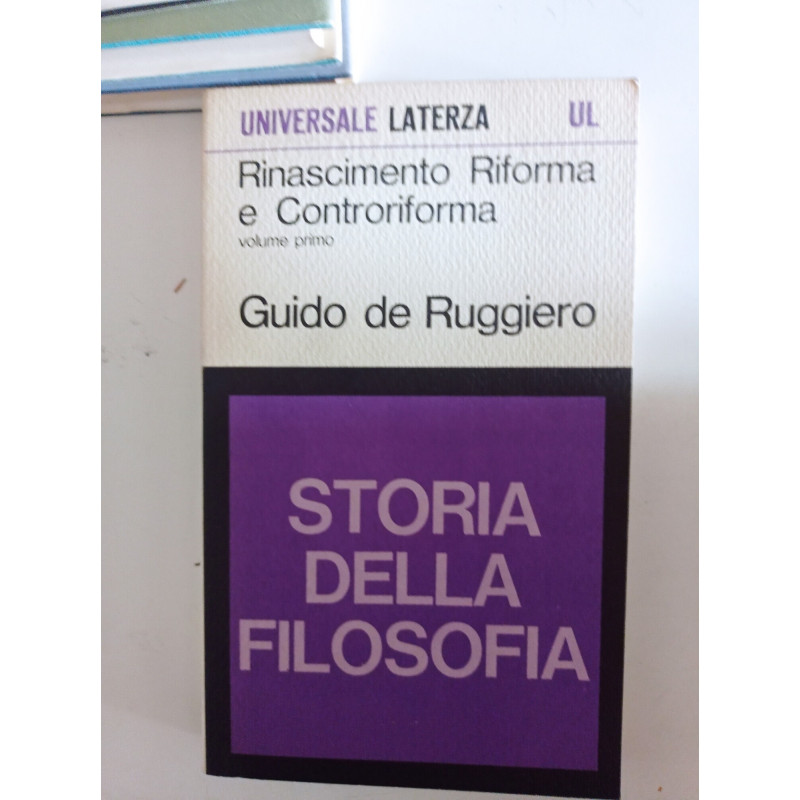 UNIVERSALE LATERZA UL
Rinascimento Riforma
e Controriforma
volume primo
Guido de Ruggiero
STORIA
DELLA
FILOSOFIA